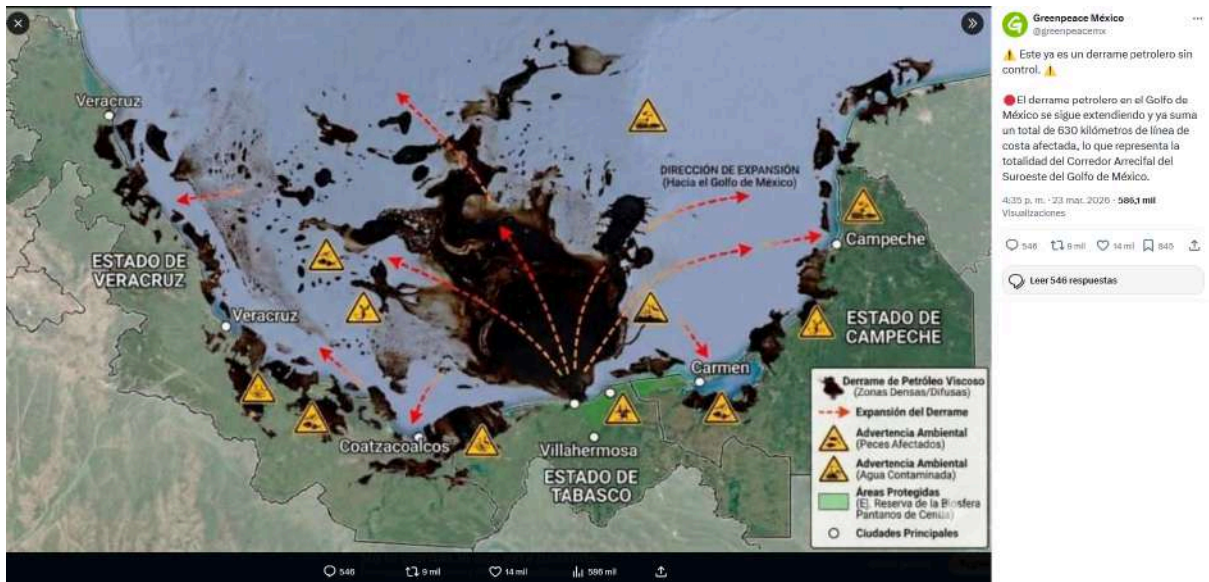 Veracruz
DIRECCIÓN DE EXPANSIÓN
(Hacia el Golfo de México)
ESTADO DE
VERACRUZ
Campeche
Veracruz
ESTADO DE
CAMPECHE
Carmen
Coatzacoalcos
Villahermosa
ESTADO DE
TABASCO
Derrame de Petróleo Viscoso
(Zonas Densas/Difusas)
Expansión del Derrame
Advertencia Ambiental
(Peces Afectados)
Advertencia Ambiental
(Agua Contaminada)
Áreas Protegidas
(Ej. Reserva de la Biosfera
Pantanos de
Ciudades Principales
546
9 mil
14 mil
586 mil
Greenpeace México
@greenpeacemx
⚠️ Este ya es un derrame petrolero sin
control. ⚠️
🔴El derrame petrolero en el Golfo de
México se sigue extendiendo y ya suma
un total de 630 kilómetros de línea de
costa afectada, lo que representa la
totalidad del Corredor Arrecifal del
Suroeste del Golfo de México.
4:35 p. m. · 23 mar. 2026 · 586,1 mil
Visualizaciones
546
9 mil
14 mil
845
Leer 546 respuestas